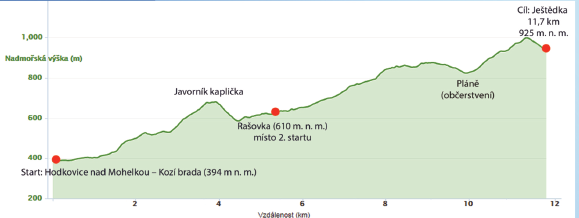 Cíl: Ještědka
11,7 km
925 m. n. m.
1,000
Nadmořská výška (m)
800
Pláně
(občerstvení)
Javorník kaplička
600
Rašovka (610 m. n. m.)
místo 2. startu
400
Start: Hodkovice nad Mohelkou – Kozí brada (394 m n. m.)
200
2
4
6
8
10
12
Vzdálenost (km)